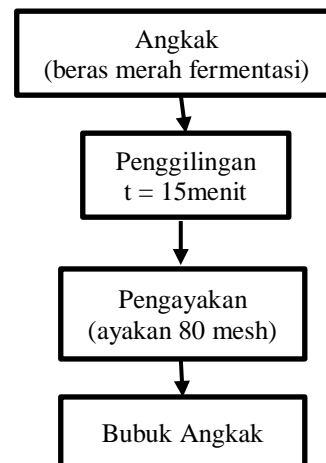 Angkak
(beras merah fermentasi)
Penggilingan
t = 15menit
Pengayakan
(ayakan 80 mesh)
Bubuk Angkak